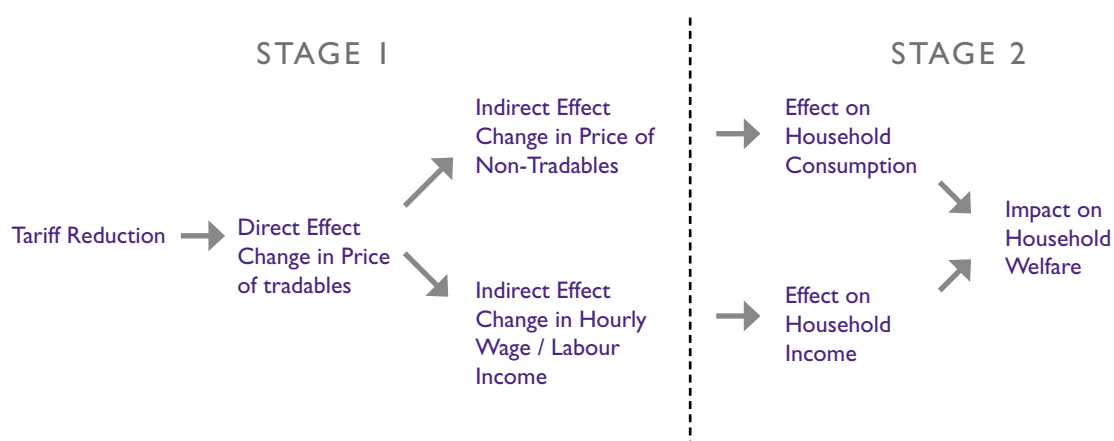 STAGE 1
STAGE 2
Tariff Reduction
Direct Effect
Change in Price
of tradables
Indirect Effect
Change in Price of
Non-Tradables
Indirect Effect
Change in Hourly
Wage / Labour
Income
Effect on
Household
Consumption
Effect on
Household
Income
Impact on
Household
Welfare